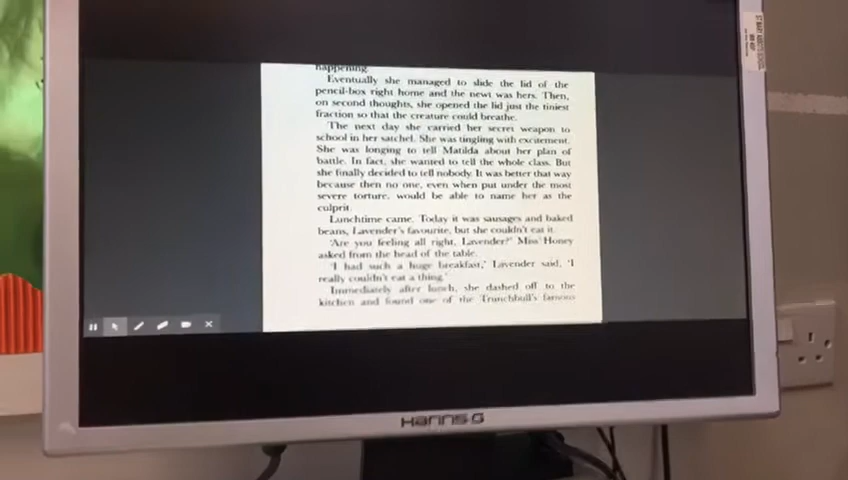 happening.
Eventually she managed to slide the lid of the
pencil-box right home and the newt was hers. Then,
on second thoughts, she opened the lid just the tiniest
fraction so that the creature could breathe.
The next day she carried her secret weapon to
school in her satchel. She was tingling with excitement.
She was longing to tell Matilda about her plan of
battle. In fact, she wanted to tell the whole class. But
she finally decided to tell nobody. It was better that way
because then no one, even when put under the most
severe torture, would be able to name her as the
culprit.
Lunchtime came. Today it was sausages and baked
beans, Lavender's favourite, but she couldn't eat it.
'Are you feeling all right, Lavender?' Miss Honey
asked from the head of the table.
'I had such a huge breakfast,' Lavender said, 'I
really couldn't eat a thing.'
Immediately after lunch, she dashed off to the
kitchen and found one of the Trunchbull's famous
HANNS-G